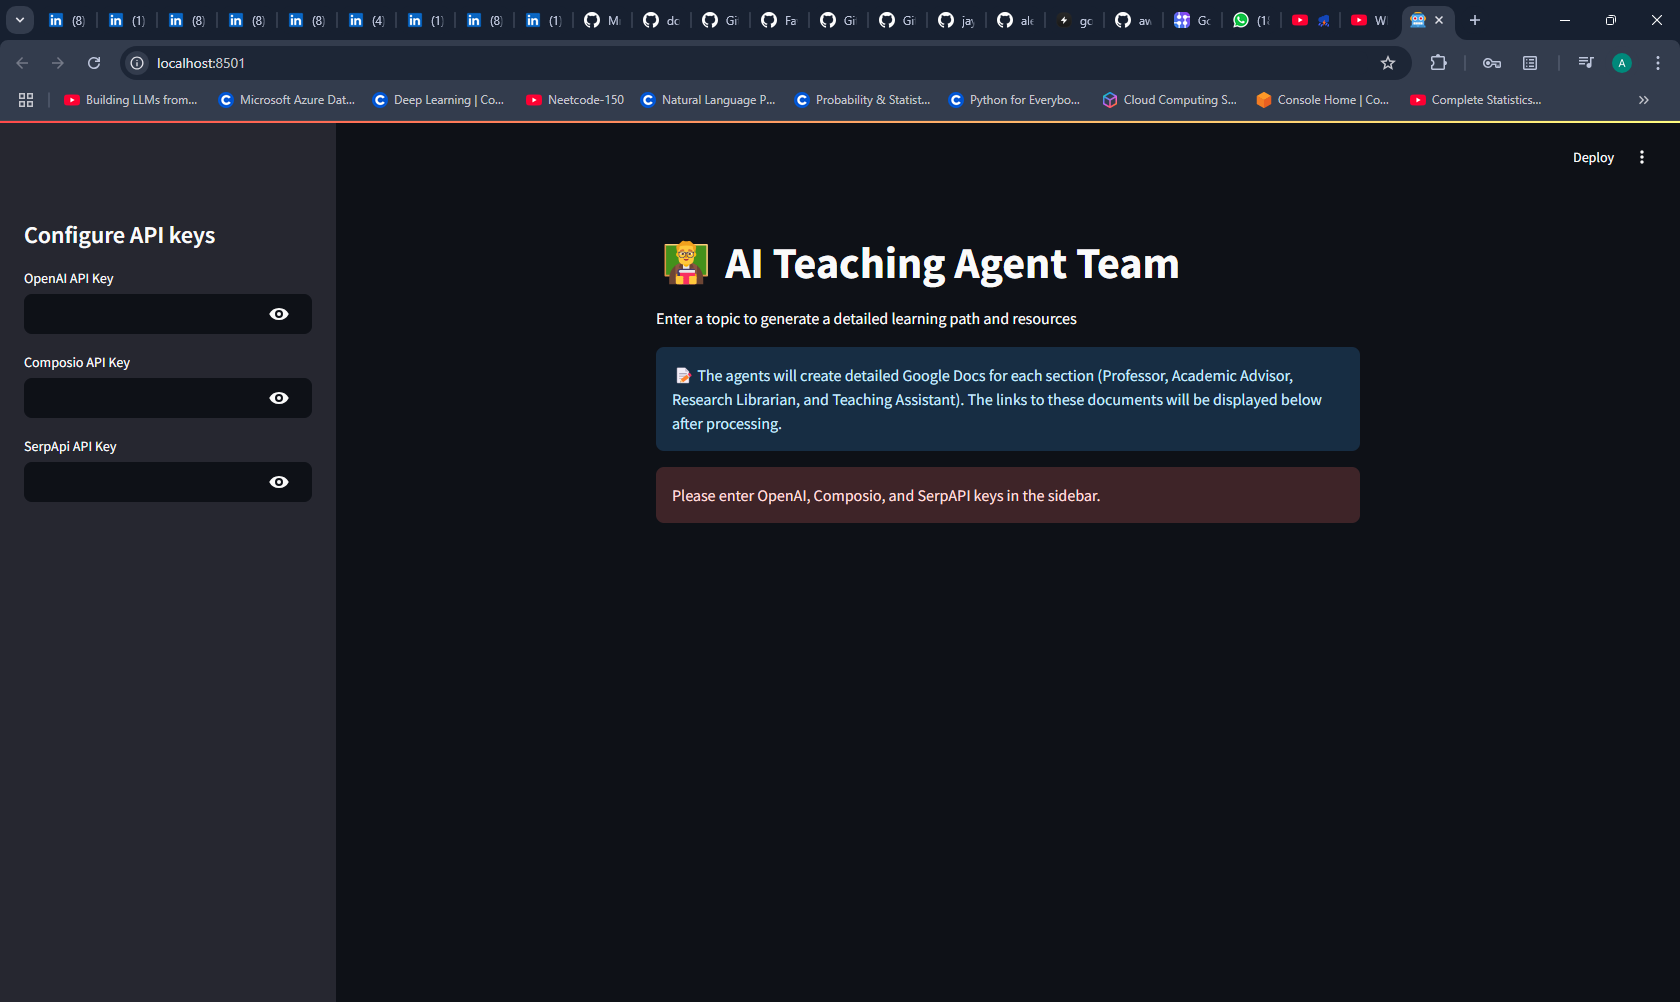 (8)
(1)
(8)
(8)
(8)
(4)
(1)
(8)
(1)
Gi
Fa
Gi
Gi
jay
ale
gc
aw
Gc
W
localhost:8501
A
Building LLMs from...
Microsoft Azure Dat...
Deep Learning | Co...
Neetcode-150
Natural Language P...
Probability & Statist...
Python for Everybo...
Cloud Computing S...
Console Home | Co...
Complete Statistics...
Deploy
Configure API keys
OpenAI API Key
Composio API Key
SerpApi API Key
AI Teaching Agent Team
Enter a topic to generate a detailed learning path and resources
The agents will create detailed Google Docs for each section (Professor, Academic Advisor,
Research Librarian, and Teaching Assistant). The links to these documents will be displayed below
after processing.
Please enter OpenAI, Composio, and SerpAPI keys in the sidebar.